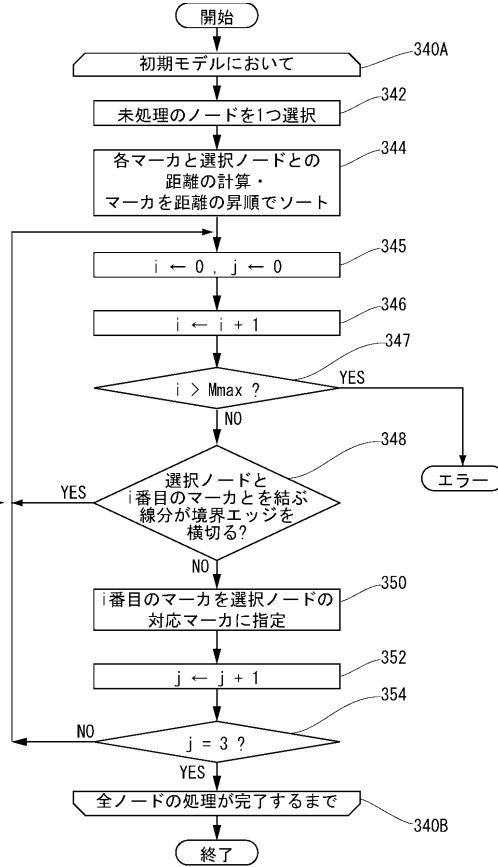 開始
初期モデルにおいて
340A
未処理のノードを1つ選択
342
各マーカと選択ノードとの
距離の計算・
マーカを距離の昇順でソート
344
i ← 0 , j ← 0
345
i ← i + 1
346
i > Mmax ?
347
YES
NO
エラー
選択ノードと
i番目のマーカとを結ぶ
線分が境界エッジを
横切る?
348
YES
NO
i番目のマーカを選択ノードの
対応マーカに指定
350
j ← j + 1
352
j = 3 ?
354
NO
YES
全ノードの処理が完了するまで
340B
終了